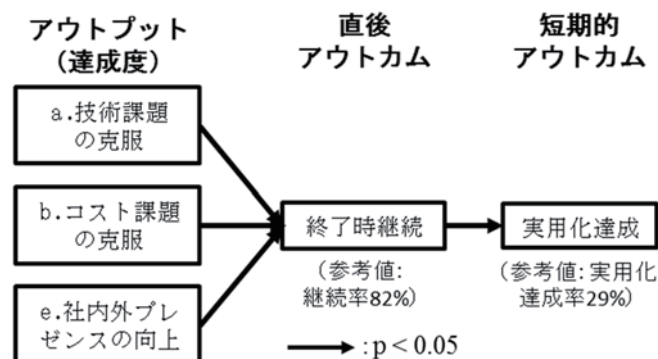 アウトプット
（達成度）
直後
アウトカム
短期的
アウトカム
a.技術課題
の克服
b.コスト課題
の克服
e.社内外プレ
ゼンスの向上
終了時継続
（参考値:
継続率82%）
実用化達成
（参考値: 実用化
達成率29%）
:p < 0.05